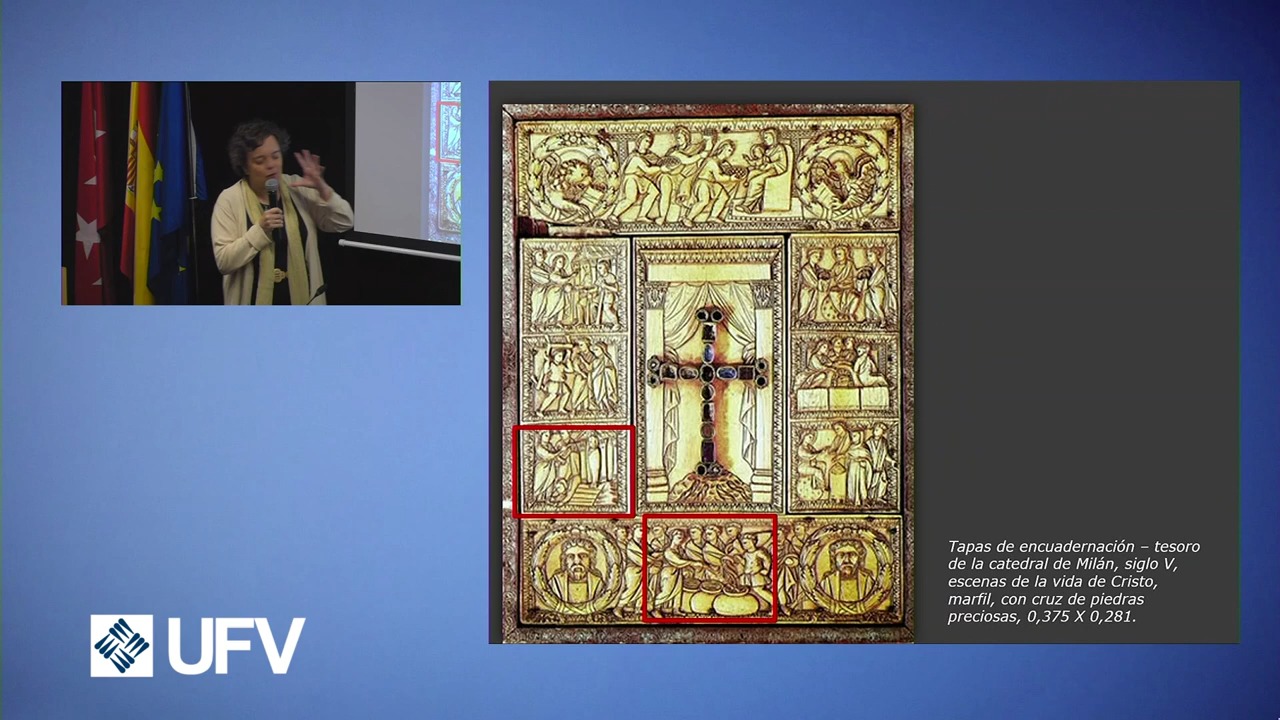 Tapas de encuadernación – tesoro
de la catedral de Milán, siglo V,
escenas de la vida de Cristo,
marfil, con cruz de piedras
preciosas, 0,375 X 0,281.
UFV